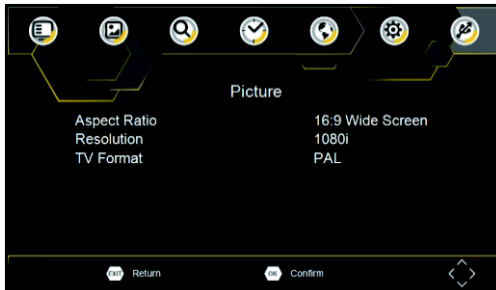 Picture
Aspect Ratio 16:9 Wide Screen
Resolution 1080i
TV Format PAL
EXIT Return OK Confirm